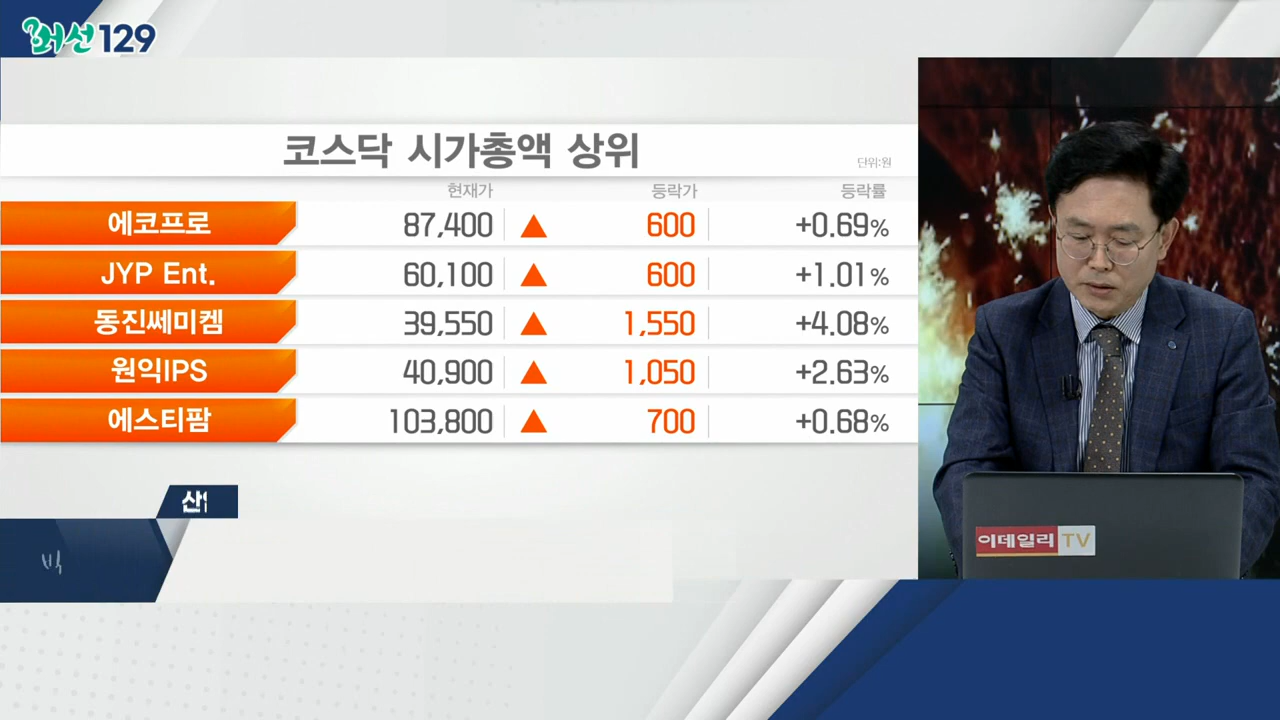 머선129
코스닥 시가총액 상위
단위:원
현재가 등락가 등락률
에코프로 87,400 ▲ 600 +0.69%
JYP Ent. 60,100 ▲ 600 +1.01%
동진쎄미켐 39,550 ▲ 1,550 +4.08%
원익IPS 40,900 ▲ 1,050 +2.63%
에스티팜 103,800 ▲ 700 +0.68%
이데일리TV